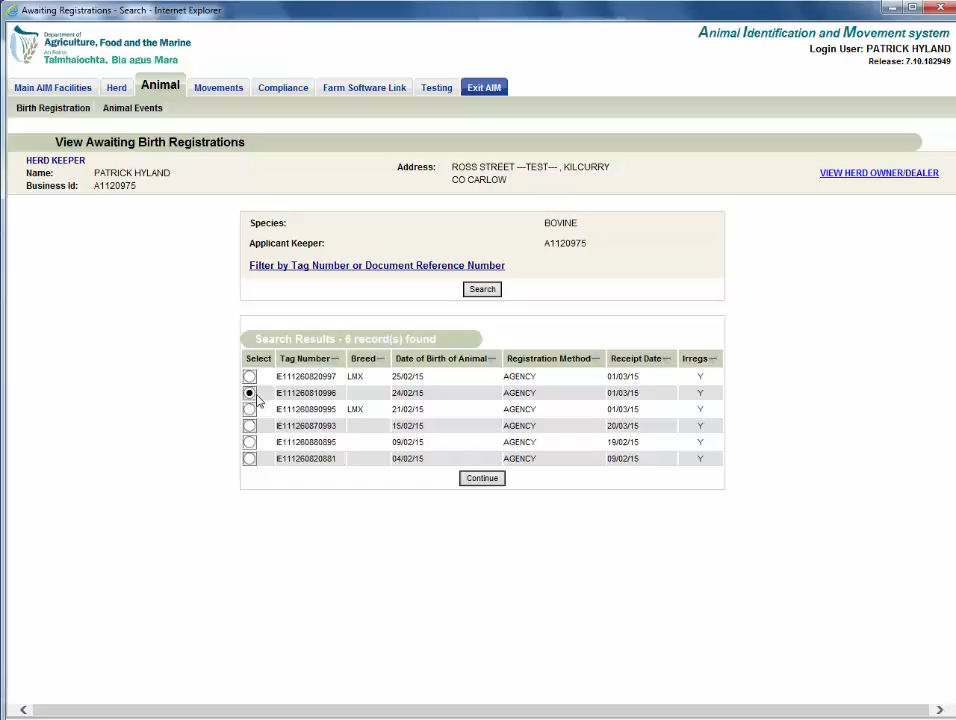 Awaiting Registrations - Search - Internet Explorer
Department of
Agriculture, Food and the Marine
An Roinn
Talmhaíochta, Bia agus Mara
Animal Identification and Movement system
Login User: PATRICK HYLAND
Release: 7.10.182949
Main AIM Facilities Herd Animal Movements Compliance Farm Software Link Testing Exit AIM
Birth Registration Animal Events
View Awaiting Birth Registrations
HERD KEEPER
Name: PATRICK HYLAND
Business Id: A1120975
Address: ROSS STREET ---TEST--- , KILCURRY
CO CARLOW
VIEW HERD OWNER/DEALER
Species: BOVINE
Applicant Keeper: A1120975
Filter by Tag Number or Document Reference Number
Search
Search Results - 6 record(s) found
Select Tag Number Breed Date of Birth of Animal Registration Method Receipt Date Irregs
IE111260820997 LMX 25/02/15 AGENCY 01/03/15 Y
IE111260810996 24/02/15 AGENCY 01/03/15 Y
IE111260890995 LMX 21/02/15 AGENCY 01/03/15 Y
IE111260870993 15/02/15 AGENCY 20/03/15 Y
IE111260880895 09/02/15 AGENCY 19/02/15 Y
IE111260820881 04/02/15 AGENCY 09/02/15 Y
Continue